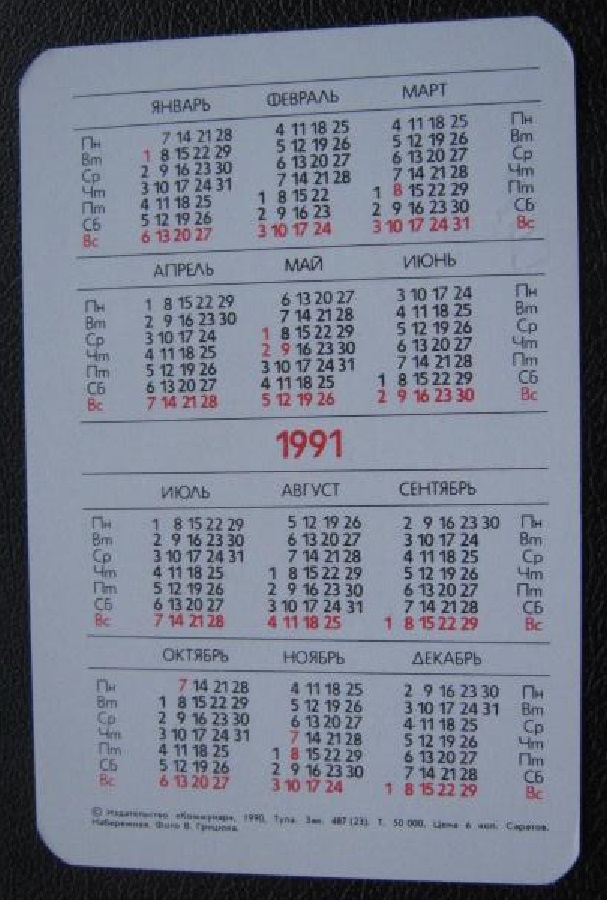 ЯНВАРЬ ФЕВРАЛЬ МАРТ
Пн 7 14 21 28 4 11 18 25 4 11 18 25 Пн
Вт 1 8 15 22 29 5 12 19 26 5 12 19 26 Вт
Ср 2 9 16 23 30 6 13 20 27 6 13 20 27 Ср
Чт 3 10 17 24 31 7 14 21 28 7 14 21 28 Чт
Пт 4 11 18 25 1 8 15 22 1 8 15 22 29 Пт
Сб 5 12 19 26 2 9 16 23 2 9 16 23 30 Сб
Вс 6 13 20 27 3 10 17 24 3 10 17 24 31 Вс
АПРЕЛЬ МАЙ ИЮНЬ
Пн 1 8 15 22 29 6 13 20 27 3 10 17 24 Пн
Вт 2 9 16 23 30 7 14 21 28 4 11 18 25 Вт
Ср 3 10 17 24 1 8 15 22 29 5 12 19 26 Ср
Чт 4 11 18 25 2 9 16 23 30 6 13 20 27 Чт
Пт 5 12 19 26 3 10 17 24 31 7 14 21 28 Пт
Сб 6 13 20 27 4 11 18 25 1 8 15 22 29 Сб
Вс 7 14 21 28 5 12 19 26 2 9 16 23 30 Вс
1991
ИЮЛЬ АВГУСТ СЕНТЯБРЬ
Пн 1 8 15 22 29 5 12 19 26 2 9 16 23 30 Пн
Вт 2 9 16 23 30 6 13 20 27 3 10 17 24 Вт
Ср 3 10 17 24 31 7 14 21 28 4 11 18 25 Ср
Чт 4 11 18 25 1 8 15 22 29 5 12 19 26 Чт
Пт 5 12 19 26 2 9 16 23 30 6 13 20 27 Пт
Сб 6 13 20 27 3 10 17 24 31 7 14 21 28 Сб
Вс 7 14 21 28 4 11 18 25 1 8 15 22 29 Вс
ОКТЯБРЬ НОЯБРЬ ДЕКАБРЬ
Пн 7 14 21 28 4 11 18 25 2 9 16 23 30 Пн
Вт 1 8 15 22 29 5 12 19 26 3 10 17 24 31 Вт
Ср 2 9 16 23 30 6 13 20 27 4 11 18 25 Ср
Чт 3 10 17 24 31 7 14 21 28 5 12 19 26 Чт
Пт 4 11 18 25 1 8 15 22 29 6 13 20 27 Пт
Сб 5 12 19 26 2 9 16 23 30 7 14 21 28 Сб
Вс 6 13 20 27 3 10 17 24 1 8 15 22 29 Вс
© Издательство «Коммунар», 1990, Тула. Зак. 487 (23). Т. 50 000. Цена 6 коп. Саратов.
Набережная. Фото В. Гришова.